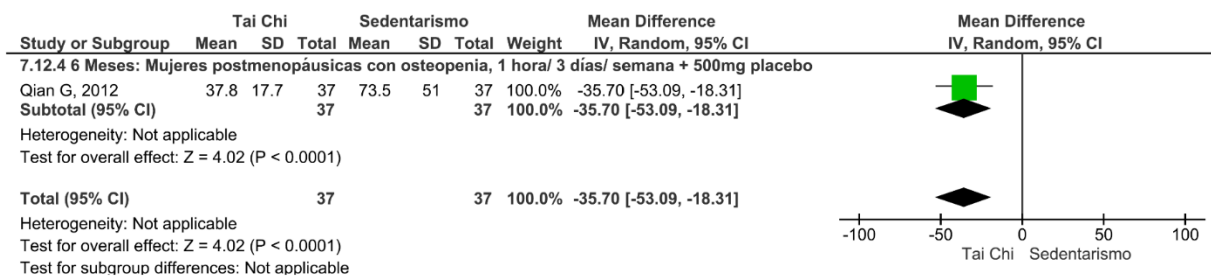 Tai Chi Sedentarismo Mean Difference Mean Difference
Study or Subgroup Mean SD Total Mean SD Total Weight IV, Random, 95% CI IV, Random, 95% CI
7.12.4 6 Meses: Mujeres postmenopáusicas con osteopenia, 1 hora/ 3 días/ semana + 500mg placebo
Qian G, 2012 37.8 17.7 37 73.5 51 37 100.0% -35.70 [-53.09, -18.31]
Subtotal (95% CI) 37 37 100.0% -35.70 [-53.09, -18.31]
Heterogeneity: Not applicable
Test for overall effect: Z = 4.02 (P < 0.0001)
Total (95% CI) 37 37 100.0% -35.70 [-53.09, -18.31]
Heterogeneity: Not applicable
Test for overall effect: Z = 4.02 (P < 0.0001)
Test for subgroup differences: Not applicable
-100 -50 0 50 100
Tai Chi Sedentarismo